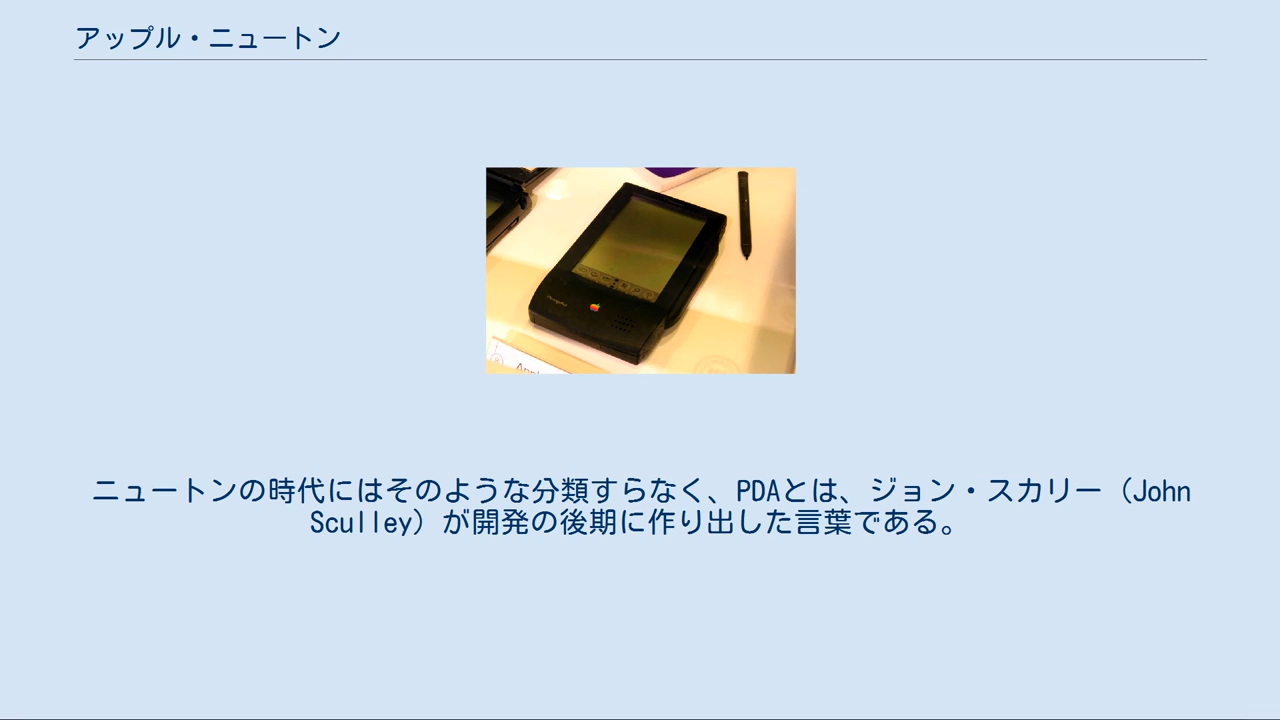 アップル・ニュートン
ニュートンの時代にはそのような分類すらなく、PDAとは、ジョン・スカリー（John
Sculley）が開発の後期に作り出した言葉である。